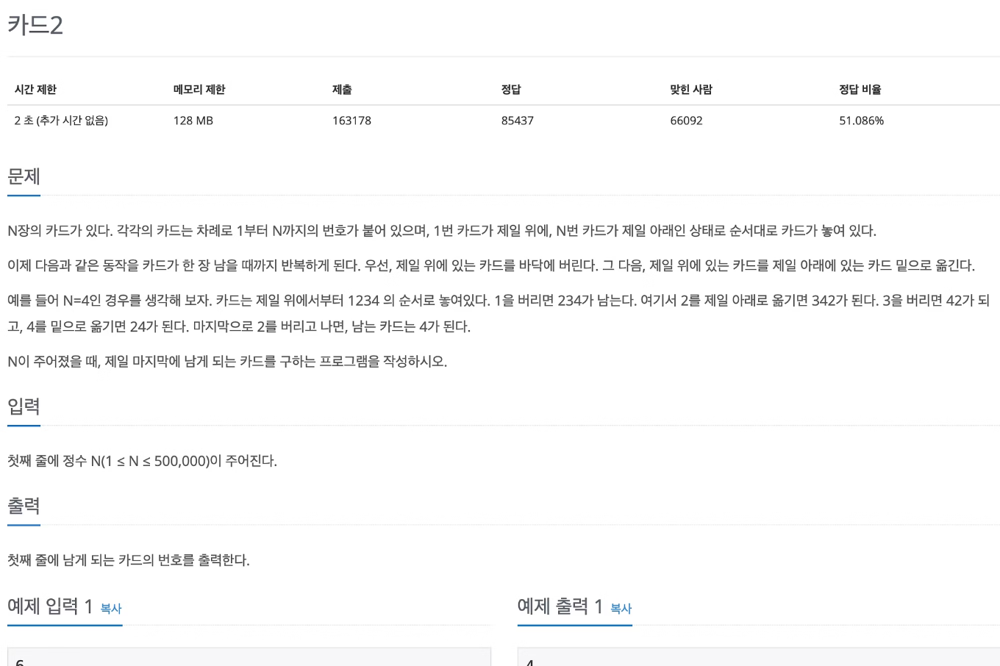 카드2
시간 제한 메모리 제한 제출 정답 맞힌 사람 정답 비율
2 초 (추가 시간 없음) 128 MB 163178 85437 66092 51.086%
문제
N장의 카드가 있다. 각각의 카드는 차례로 1부터 N까지의 번호가 붙어 있으며, 1번 카드가 제일 위에, N번 카드가 제일 아래인 상태로 순서대로 카드가 놓여 있다.
이제 다음과 같은 동작을 카드가 한 장 남을 때까지 반복하게 된다. 우선, 제일 위에 있는 카드를 바닥에 버린다. 그 다음, 제일 위에 있는 카드를 제일 아래에 있는 카드 밑으로 옮긴다.
예를 들어 N=4인 경우를 생각해 보자. 카드는 제일 위에서부터 1234 의 순서로 놓여있다. 1을 버리면 234가 남는다. 여기서 2를 제일 아래로 옮기면 342가 된다. 3을 버리면 42가 되
고, 4를 밑으로 옮기면 24가 된다. 마지막으로 2를 버리고 나면, 남는 카드는 4가 된다.
N이 주어졌을 때, 제일 마지막에 남게 되는 카드를 구하는 프로그램을 작성하시오.
입력
첫째 줄에 정수 N(1 ≤ N ≤ 500,000)이 주어진다.
출력
첫째 줄에 남게 되는 카드의 번호를 출력한다.
예제 입력 1 복사
예제 출력 1 복사
6
4